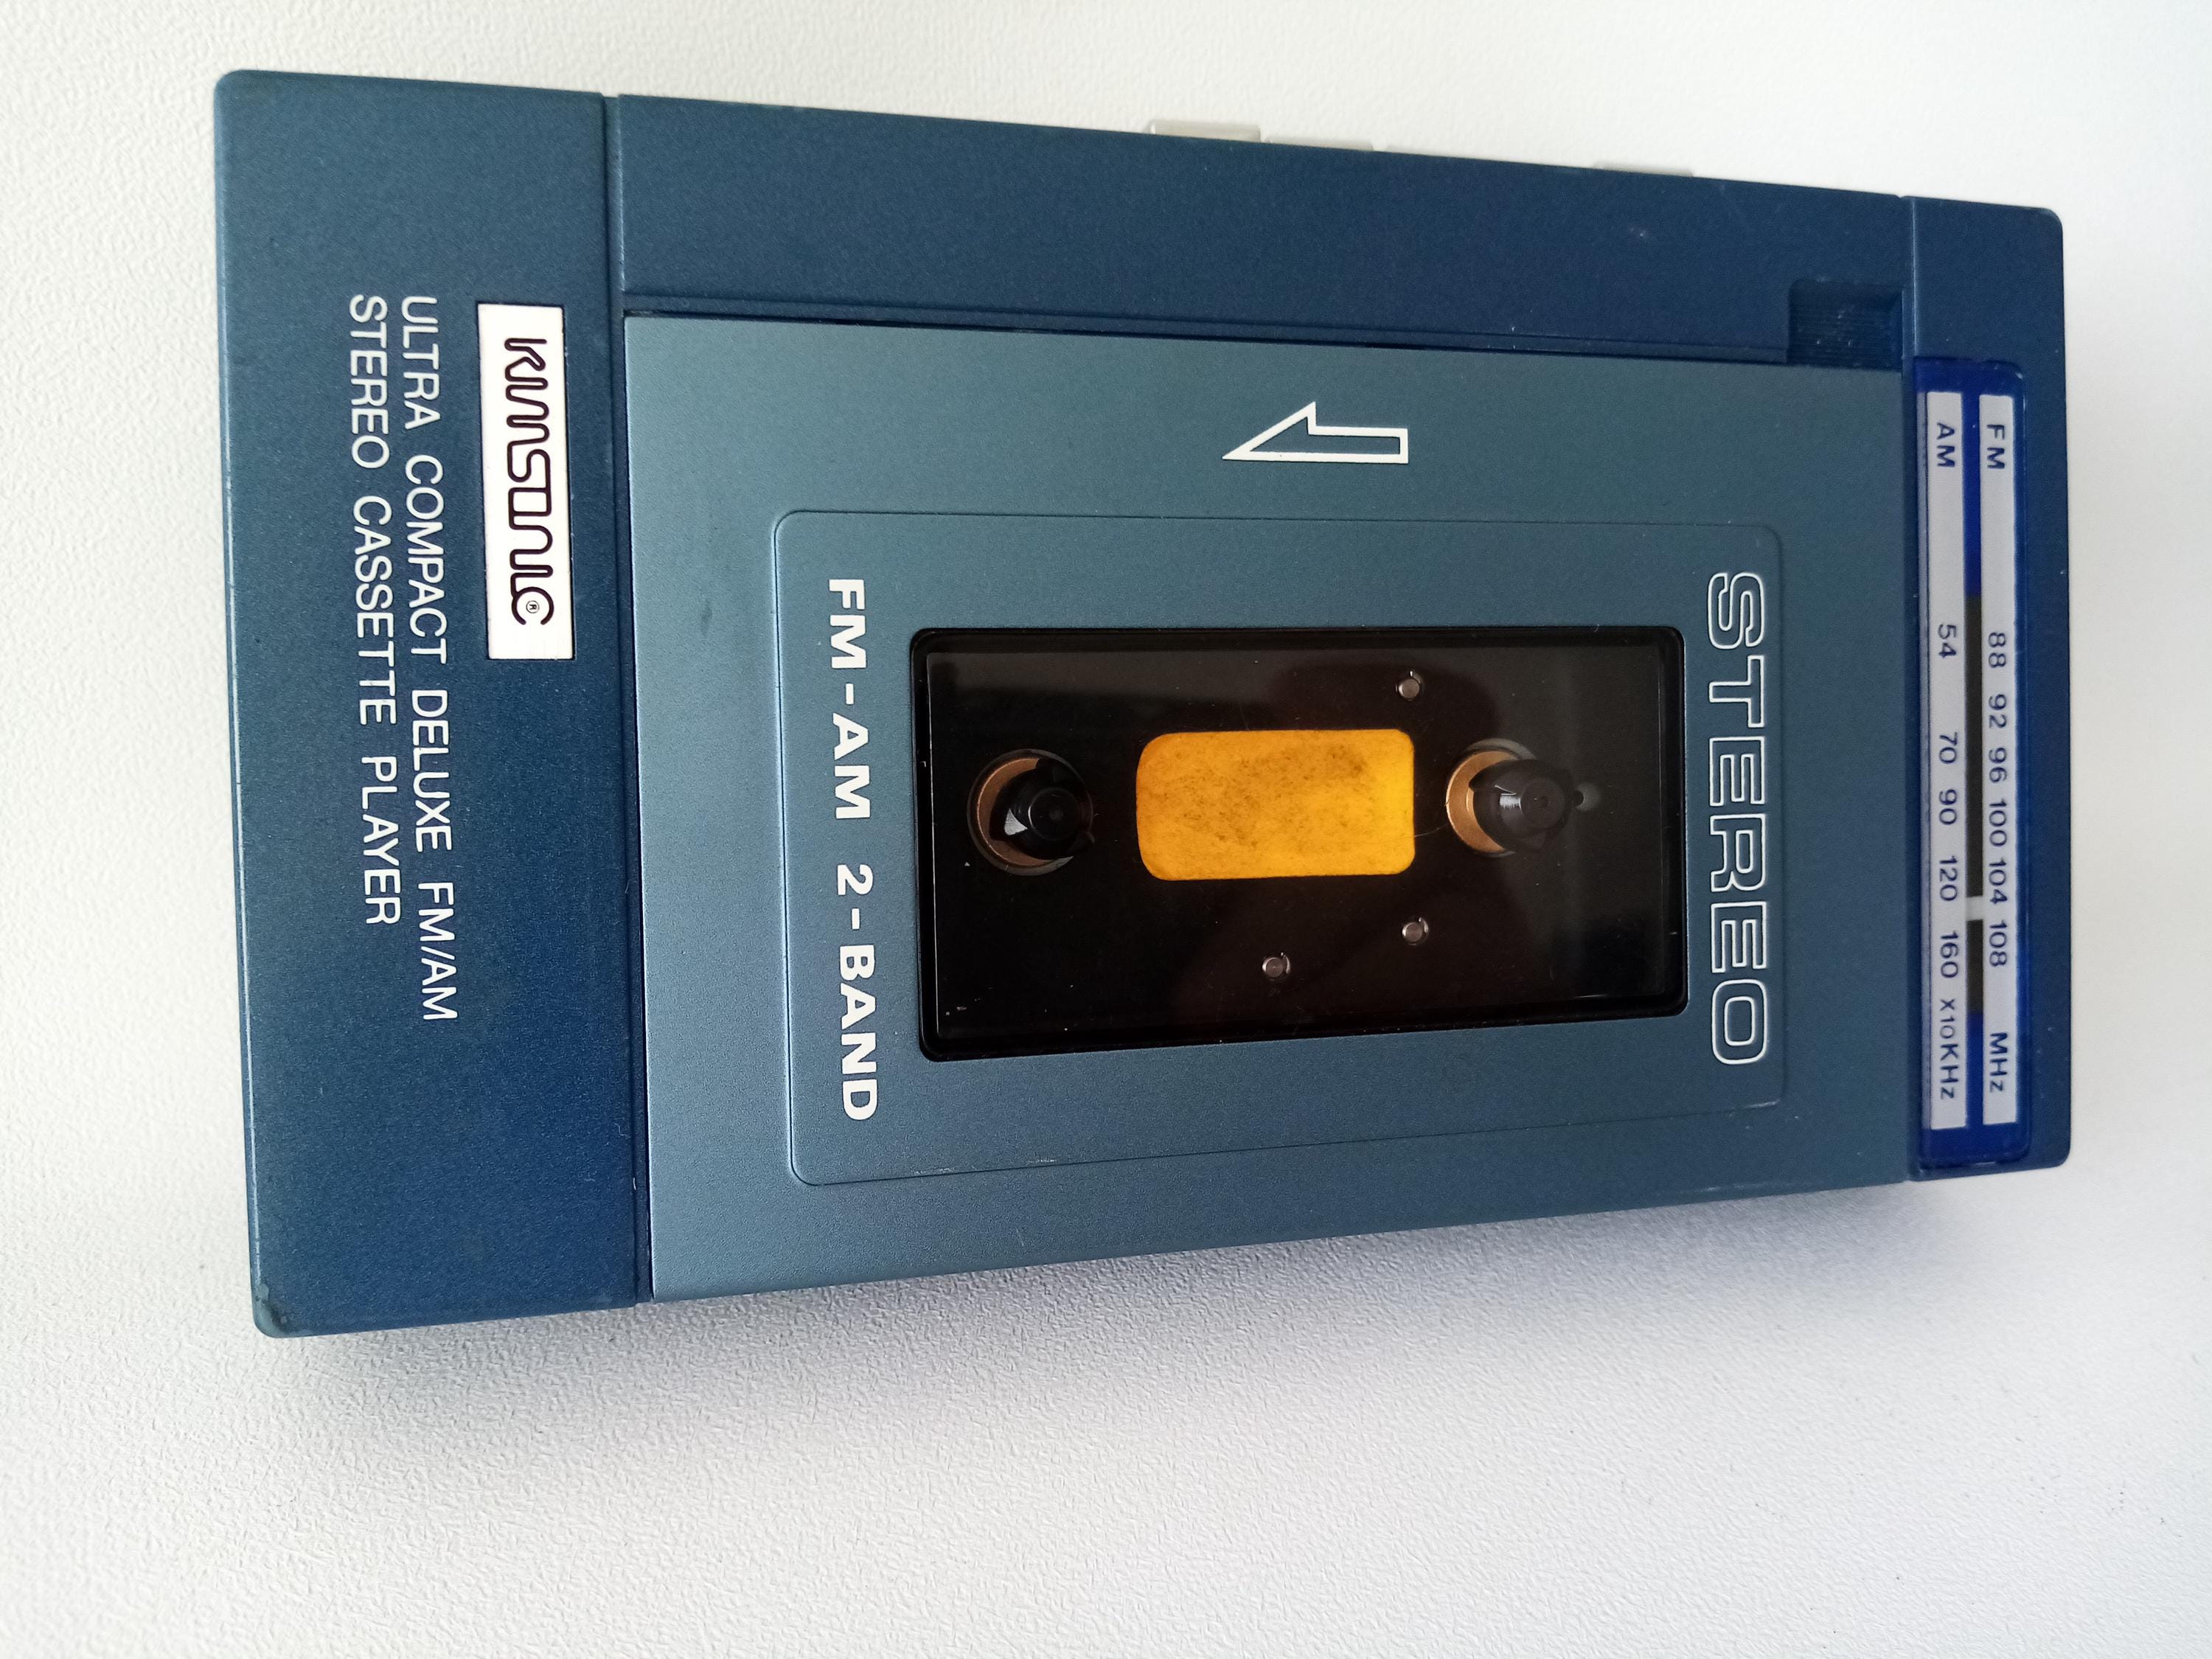 FM 88 92 96 100 104 108 MHz
AM 54 70 90 120 160 x10KHz
STEREO
FM-AM 2-BAND
KINSONIC®
ULTRA COMPACT DELUXE FM/AM
STEREO CASSETTE PLAYER